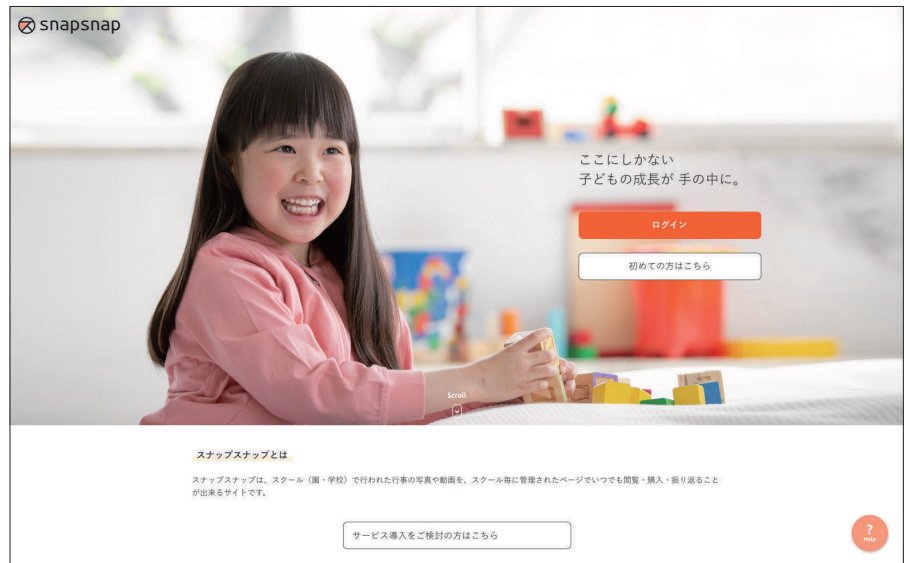 snapsnap
ここにしかない
子どもの成長が 手の中に。
ログイン
初めての方はこちら
Scroll
スナップスナップとは
スナップスナップは、スクール（園・学校）で行われた行事の写真や動画を、スクール毎に管理されたページでいつでも閲覧・購入・振り返ること
が出来るサイトです。
サービス導入をご検討の方はこちら
?
Help